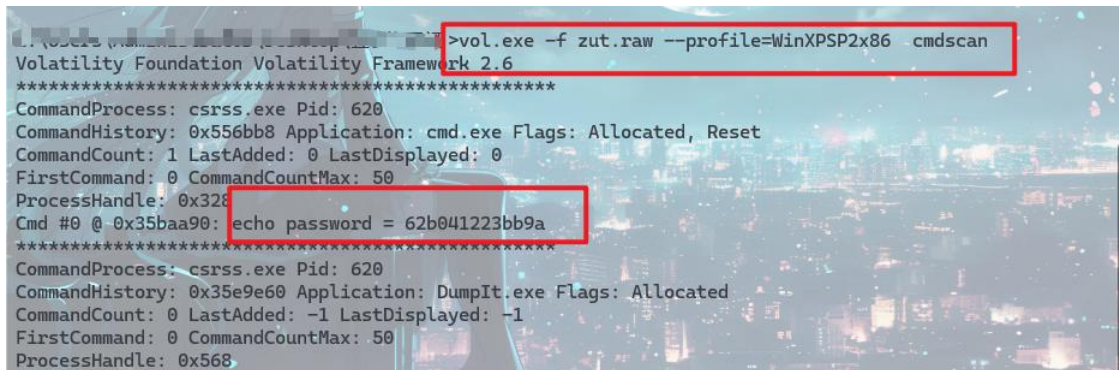 >vol.exe -f zut.raw --profile=WinXPSP2x86 cmdscan
Volatility Foundation Volatility Framework 2.6
**************************************************
CommandProcess: csrss.exe Pid: 620
CommandHistory: 0x556bb8 Application: cmd.exe Flags: Allocated, Reset
CommandCount: 1 LastAdded: 0 LastDisplayed: 0
FirstCommand: 0 CommandCountMax: 50
ProcessHandle: 0x328
Cmd #0 @ 0x35baa90: echo password = 62b041223bb9a
**************************************************
CommandProcess: csrss.exe Pid: 620
CommandHistory: 0x35e9e60 Application: DumpIt.exe Flags: Allocated
CommandCount: 0 LastAdded: -1 LastDisplayed: -1
FirstCommand: 0 CommandCountMax: 50
ProcessHandle: 0x568